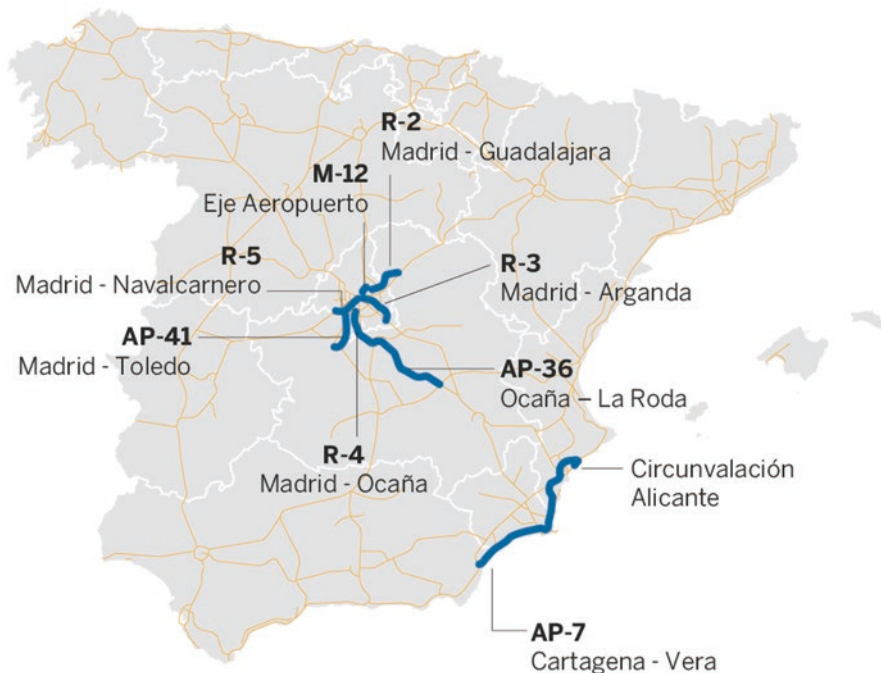 R-2
Madrid - Guadalajara
M-12
Eje Aeropuerto
R-5
Madrid - Navalcarnero
R-3
Madrid - Arganda
AP-41
Madrid - Toledo
AP-36
Ocaña – La Roda
R-4
Madrid - Ocaña
Circunvalación
Alicante
AP-7
Cartagena - Vera